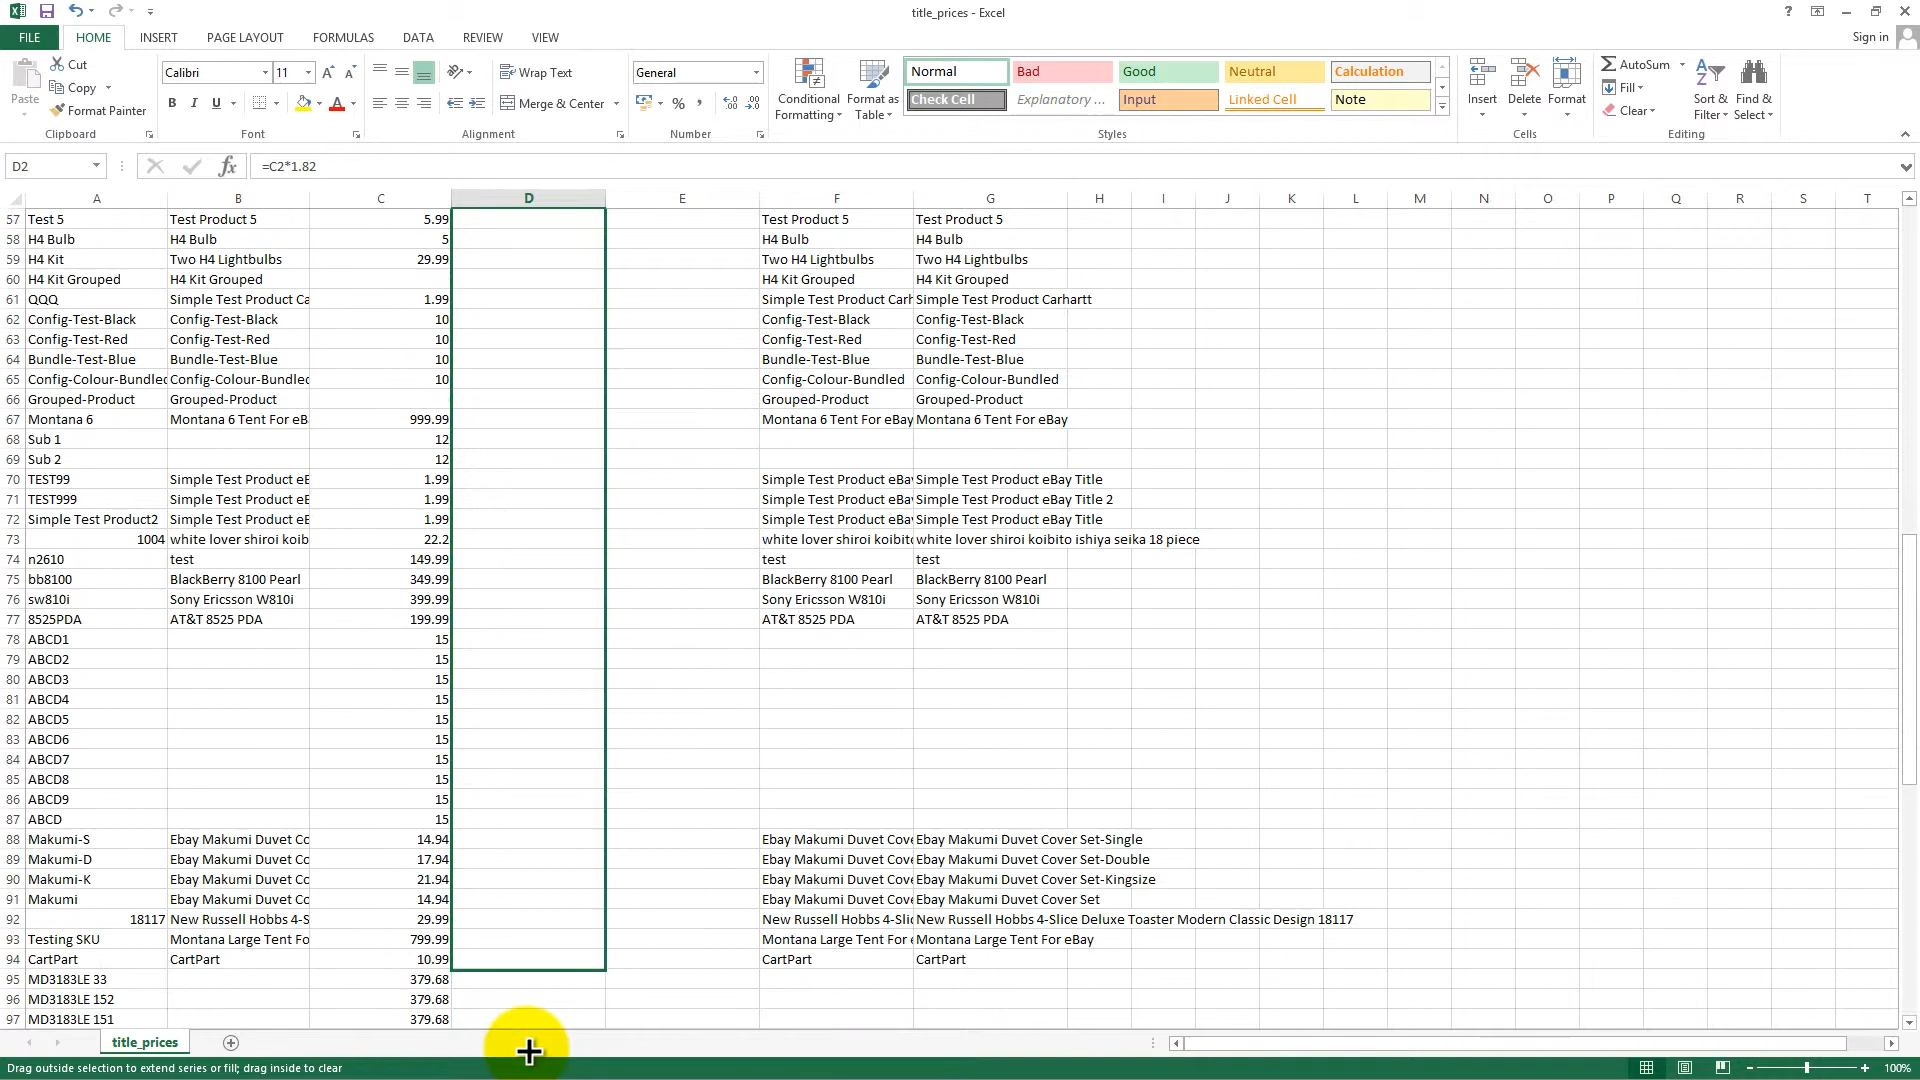 title_prices - Excel
Sign in
FILE HOME INSERT PAGE LAYOUT FORMULAS DATA REVIEW VIEW
Paste Cut Copy Format Painter Clipboard
Calibri 11 B I U A Font
Wrap Text Merge & Center Alignment
General % Number
Conditional Formatting Format as Table
Normal Bad Good Neutral Calculation
Check Cell Explanatory ... Input Linked Cell Note
Styles
Insert Delete Format Cells
AutoSum Fill Clear Sort & Filter Find & Select Editing
D2 fx =C2*1.82
A B C D E F G H I J K L M N O P Q R S T
57 Test 5 Test Product 5 5.99 Test Product 5 Test Product 5
58 H4 Bulb H4 Bulb 5 H4 Bulb H4 Bulb
59 H4 Kit Two H4 Lightbulbs 29.99 Two H4 Lightbulbs Two H4 Lightbulbs
60 H4 Kit Grouped H4 Kit Grouped H4 Kit Grouped H4 Kit Grouped
61 QQQ Simple Test Product Ca 1.99 Simple Test Product Carh Simple Test Product Carhartt
62 Config-Test-Black Config-Test-Black 10 Config-Test-Black Config-Test-Black
63 Config-Test-Red Config-Test-Red 10 Config-Test-Red Config-Test-Red
64 Bundle-Test-Blue Bundle-Test-Blue 10 Bundle-Test-Blue Bundle-Test-Blue
65 Config-Colour-Bundled Config-Colour-Bundled 10 Config-Colour-Bundled Config-Colour-Bundled
66 Grouped-Product Grouped-Product Grouped-Product Grouped-Product
67 Montana 6 Montana 6 Tent For eB 999.99 Montana 6 Tent For eBay Montana 6 Tent For eBay
68 Sub 1 12
69 Sub 2 12
70 TEST99 Simple Test Product eE 1.99 Simple Test Product eBay Simple Test Product eBay Title
71 TEST999 Simple Test Product eE 1.99 Simple Test Product eBay Simple Test Product eBay Title 2
72 Simple Test Product2 Simple Test Product eE 1.99 Simple Test Product eBay Simple Test Product eBay Title
73 1004 white lover shiroi koib 22.2 white lover shiroi koibito white lover shiroi koibito ishiya seika 18 piece
74 n2610 test 149.99 test test
75 bb8100 BlackBerry 8100 Pearl 349.99 BlackBerry 8100 Pearl BlackBerry 8100 Pearl
76 sw810i Sony Ericsson W810i 399.99 Sony Ericsson W810i Sony Ericsson W810i
77 8525PDA AT&T 8525 PDA 199.99 AT&T 8525 PDA AT&T 8525 PDA
78 ABCD1 15
79 ABCD2 15
80 ABCD3 15
81 ABCD4 15
82 ABCD5 15
83 ABCD6 15
84 ABCD7 15
85 ABCD8 15
86 ABCD9 15
87 ABCD 15
88 Makumi-S Ebay Makumi Duvet Co 14.94 Ebay Makumi Duvet Cove Ebay Makumi Duvet Cover Set-Single
89 Makumi-D Ebay Makumi Duvet Co 17.94 Ebay Makumi Duvet Cove Ebay Makumi Duvet Cover Set-Double
90 Makumi-K Ebay Makumi Duvet Co 21.94 Ebay Makumi Duvet Cove Ebay Makumi Duvet Cover Set-Kingsize
91 Makumi Ebay Makumi Duvet Co 14.94 Ebay Makumi Duvet Cove Ebay Makumi Duvet Cover Set
92 18117 New Russell Hobbs 4-S 29.99 New Russell Hobbs 4-Slic New Russell Hobbs 4-Slice Deluxe Toaster Modern Classic Design 18117
93 Testing SKU Montana Large Tent Fo 799.99 Montana Large Tent For e Montana Large Tent For eBay
94 CartPart CartPart 10.99 CartPart CartPart
95 MD3183LE 33 379.68
96 MD3183LE 152 379.68
97 MD3183LE 151 379.68
title_prices
Drag outside selection to extend series or fill; drag inside to clear 100%